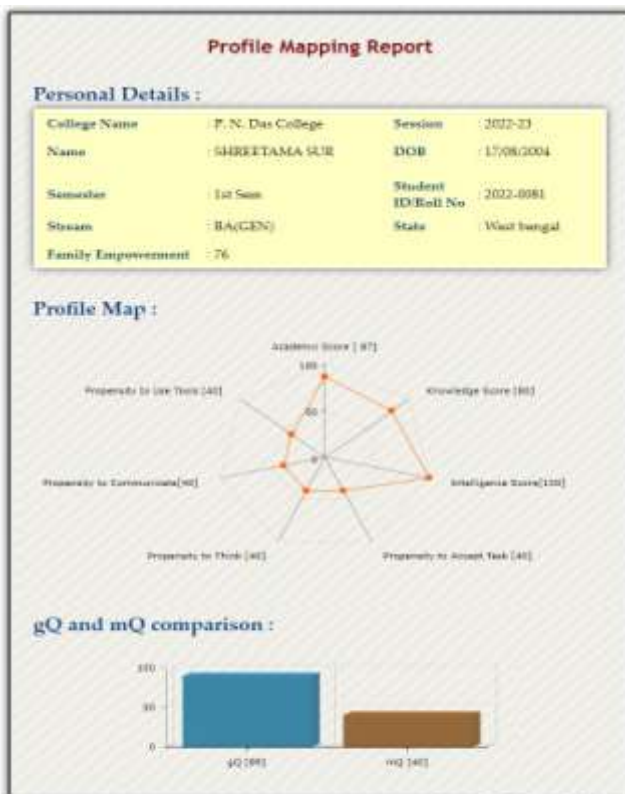 Profile Mapping Report
Personal Details :
College Name : P. N. Das College Session : 2022-23
Name : SHREETAMA SUR DOB : 17/08/2004
Semester : 1st Sem Student ID/Roll No : 2022-0081
Stream : BA(GEN) State : West bengal
Family Empowerment : 76
Profile Map :
Academic Score [ 87]
100
Propensity to Use Tools [40] Knowledge Score [80]
50
0
Propensity to Communicate[40] Intelligence Score[100]
Propensity to Think [40] Propensity to Accept Task [40]
gQ and mQ comparison :
100
50
0
gQ [89] mQ [40]